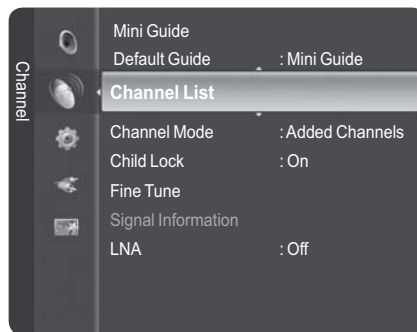 Channel
Mini Guide
Default Guide : Mini Guide
Channel List
Channel Mode : Added Channels
Child Lock : On
Fine Tune
Signal Information
LNA : Off